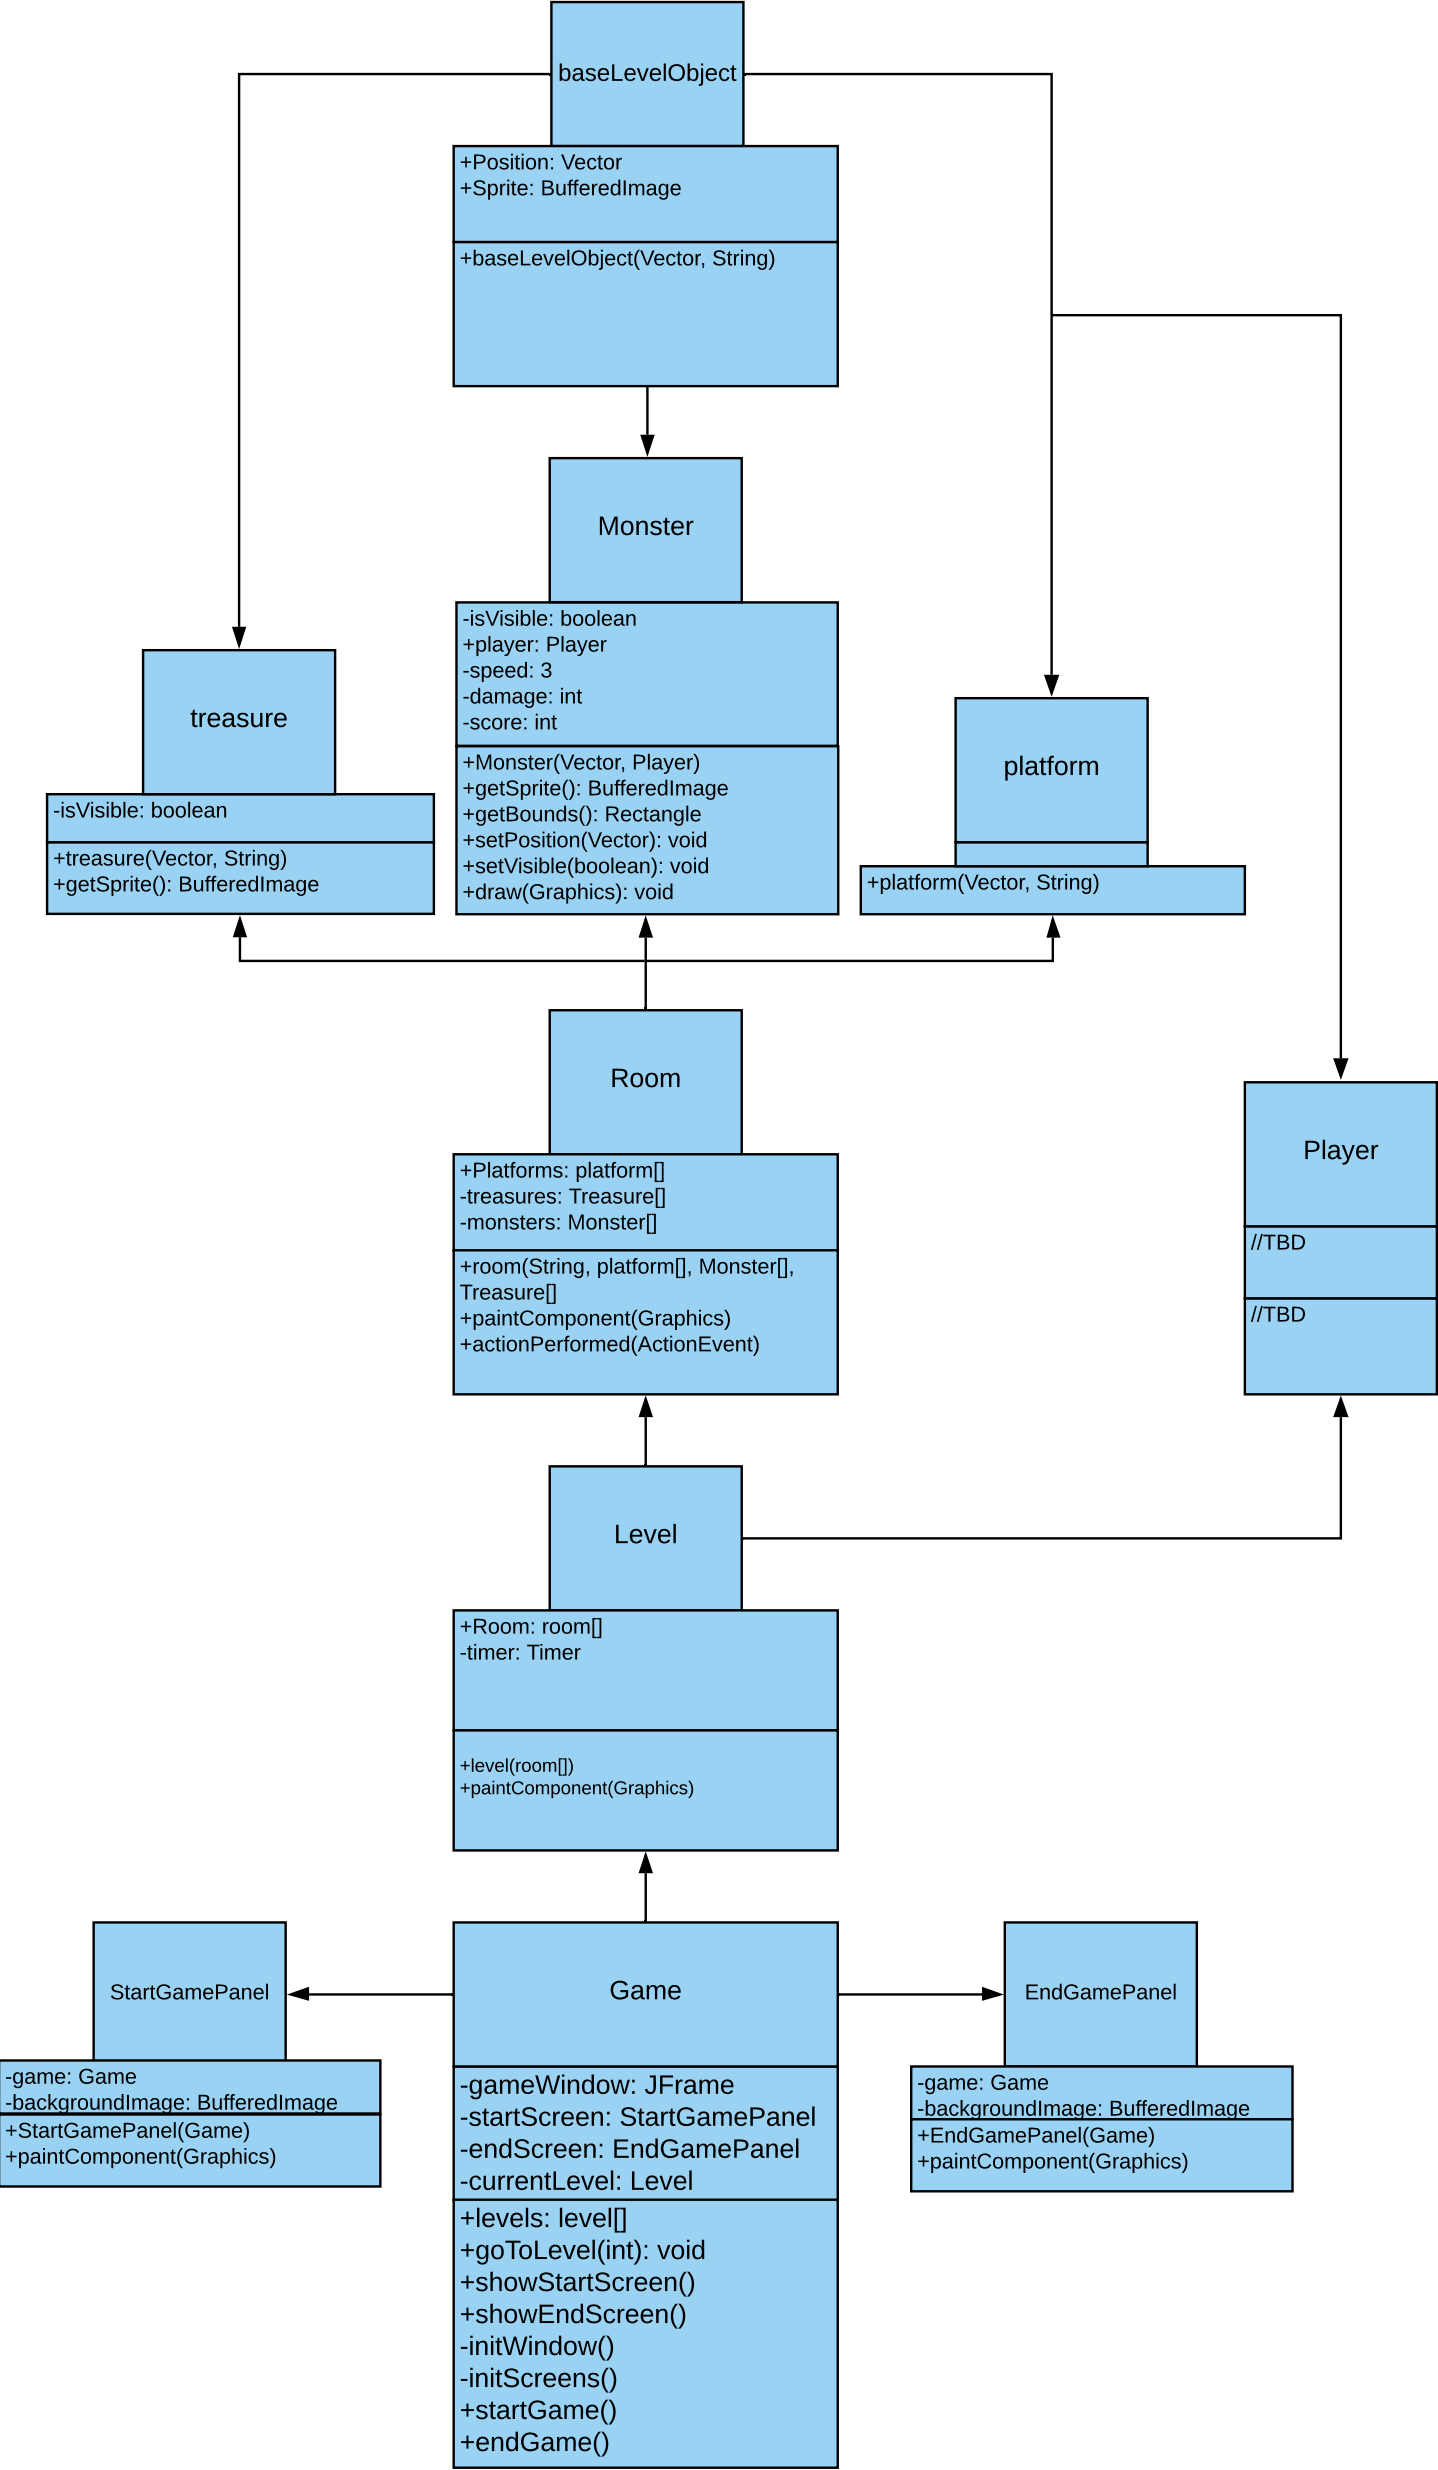 baseLevelObject
+Position: Vector
+Sprite: BufferedImage
+baseLevelObject(Vector, String)
Monster
-isVisible: boolean
+player: Player
-speed: 3
-damage: int
-score: int
+Monster(Vector, Player)
+getSprite(): BufferedImage
+getBounds(): Rectangle
+setPosition(Vector): void
+setVisible(boolean): void
+draw(Graphics): void
treasure
-isVisible: boolean
+treasure(Vector, String)
+getSprite(): BufferedImage
platform
+platform(Vector, String)
Room
+Platforms: platform[]
-treasures: Treasure[]
-monsters: Monster[]
+room(String, platform[], Monster[],
Treasure[]
+paintComponent(Graphics)
+actionPerformed(ActionEvent)
Player
//TBD
//TBD
Level
+Room: room[]
-timer: Timer
+level(room[])
+paintComponent(Graphics)
StartGamePanel
-game: Game
-backgroundImage: BufferedImage
+StartGamePanel(Game)
+paintComponent(Graphics)
Game
-gameWindow: JFrame
-startScreen: StartGamePanel
-endScreen: EndGamePanel
-currentLevel: Level
+levels: level[]
+goToLevel(int): void
+showStartScreen()
+showEndScreen()
-initWindow()
-initScreens()
+startGame()
+endGame()
EndGamePanel
-game: Game
-backgroundImage: BufferedImage
+EndGamePanel(Game)
+paintComponent(Graphics)